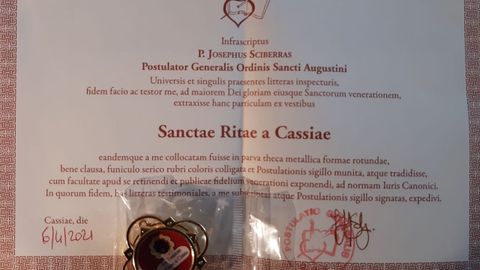 Infrascriptus
P. Josephus Sciberras
Postulator Generalis Ordinis Sancti Augustini
Universis et singulis praesentes litteras inspecturis,
fidem facio ac testor me, ad maiorem Dei gloriam eiusque Sanctorum venerationem,
extraxisse hanc particulam ex vestibus
Sanctae Ritae a Cassiae
eandemque a me collocatam fuisse in parva theca metallica formae rotundae,
bene clausa, funiculo serico rubri coloris colligata et Postulationis sigillo munita, atque tradidisse,
cum facultate apud se retinendi et publicae fidelium venerationi exponendi, ad normam Iuris Canonici.
In quorum fidem, has litteras testimoniales, a me subscriptas atque Postulationis sigillo signatas, expedivi.
Cassiae, die
6/4/2021
POSTULATIO